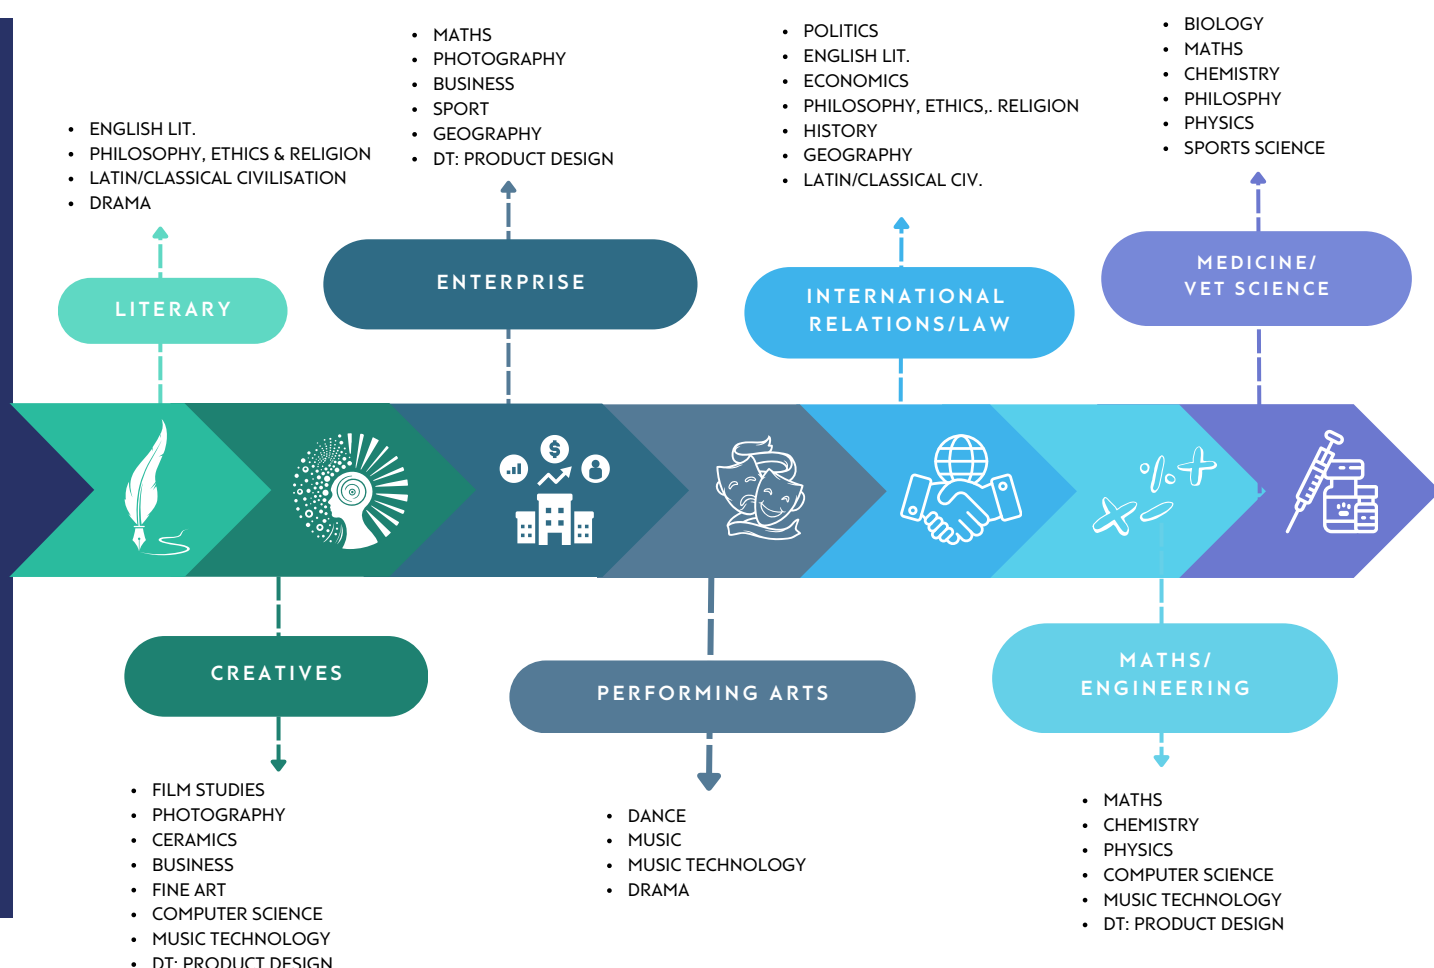 • ENGLISH LIT.
• PHILOSOPHY, ETHICS & RELIGION
• LATIN/CLASSICAL CIVILISATION
• DRAMA
LITERARY
• MATHS
• PHOTOGRAPHY
• BUSINESS
• SPORT
• GEOGRAPHY
• DT: PRODUCT DESIGN
ENTERPRISE
• POLITICS
• ENGLISH LIT.
• ECONOMICS
• PHILOSOPHY, ETHICS,. RELIGION
• HISTORY
• GEOGRAPHY
• LATIN/CLASSICAL CIV.
INTERNATIONAL
RELATIONS/LAW
• BIOLOGY
• MATHS
• CHEMISTRY
• PHILOSPHY
• PHYSICS
• SPORTS SCIENCE
MEDICINE/
VET SCIENCE
CREATIVES
• FILM STUDIES
• PHOTOGRAPHY
• CERAMICS
• BUSINESS
• FINE ART
• COMPUTER SCIENCE
• MUSIC TECHNOLOGY
• DT: PRODUCT DESIGN
PERFORMING ARTS
• DANCE
• MUSIC
• MUSIC TECHNOLOGY
• DRAMA
MATHS/
ENGINEERING
• MATHS
• CHEMISTRY
• PHYSICS
• COMPUTER SCIENCE
• MUSIC TECHNOLOGY
• DT: PRODUCT DESIGN